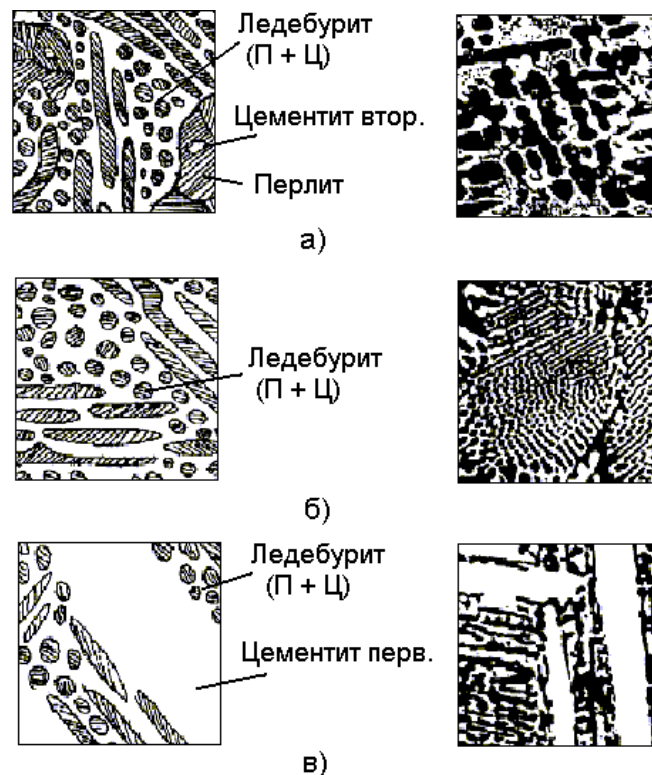 Ледебурит
(П + Ц)
Цементит втор.
Перлит
а)
Ледебурит
(П + Ц)
б)
Ледебурит
(П + Ц)
Цементит перв.
в)